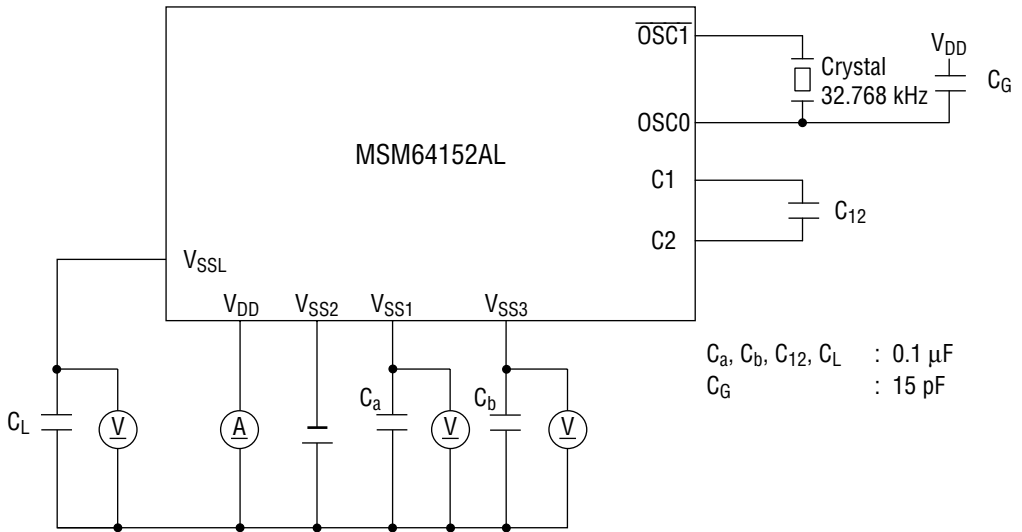 OSC1
Crystal
32.768 kHz
VDD
CG
OSC0
MSM64152AL
C1
C12
C2
VSSL
VDD VSS2 VSS1 VSS3
Ca, Cb, C12, CL : 0.1 μF
CG : 15 pF
CL V A Ca V Cb V